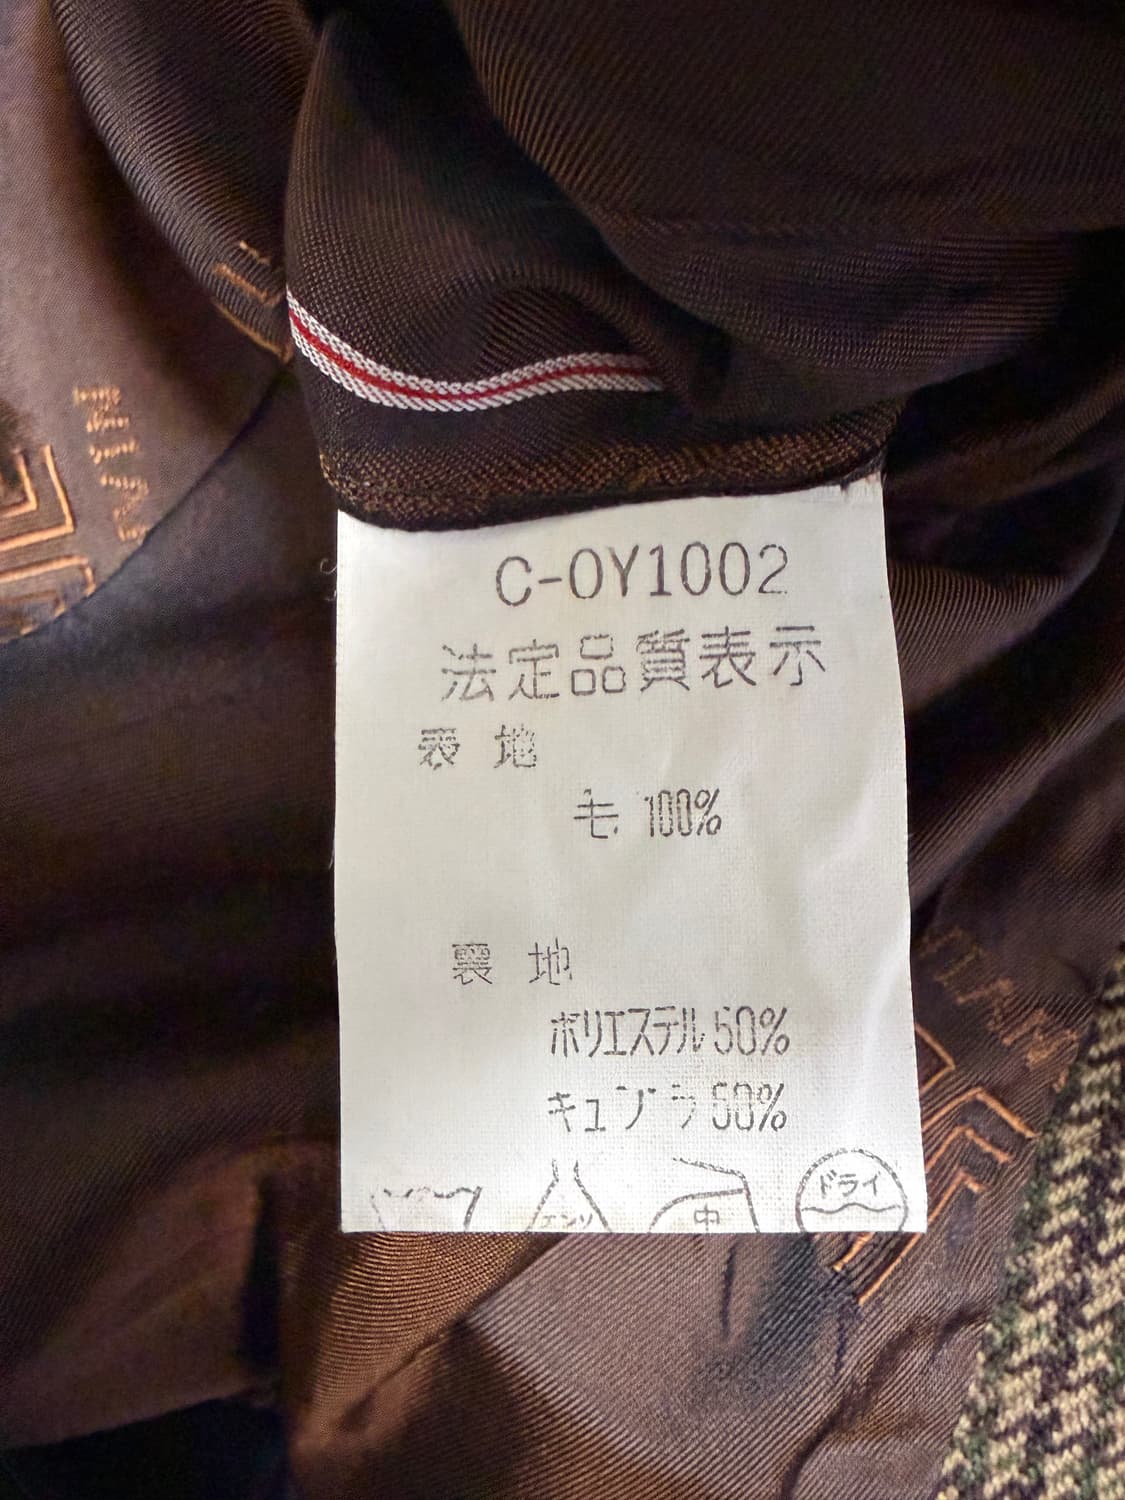 C-OY1002
法定品質表示
表 地
毛 100%
裏 地
ポリエステル 50%
キュプラ 50%
エンソ
中
ドライ